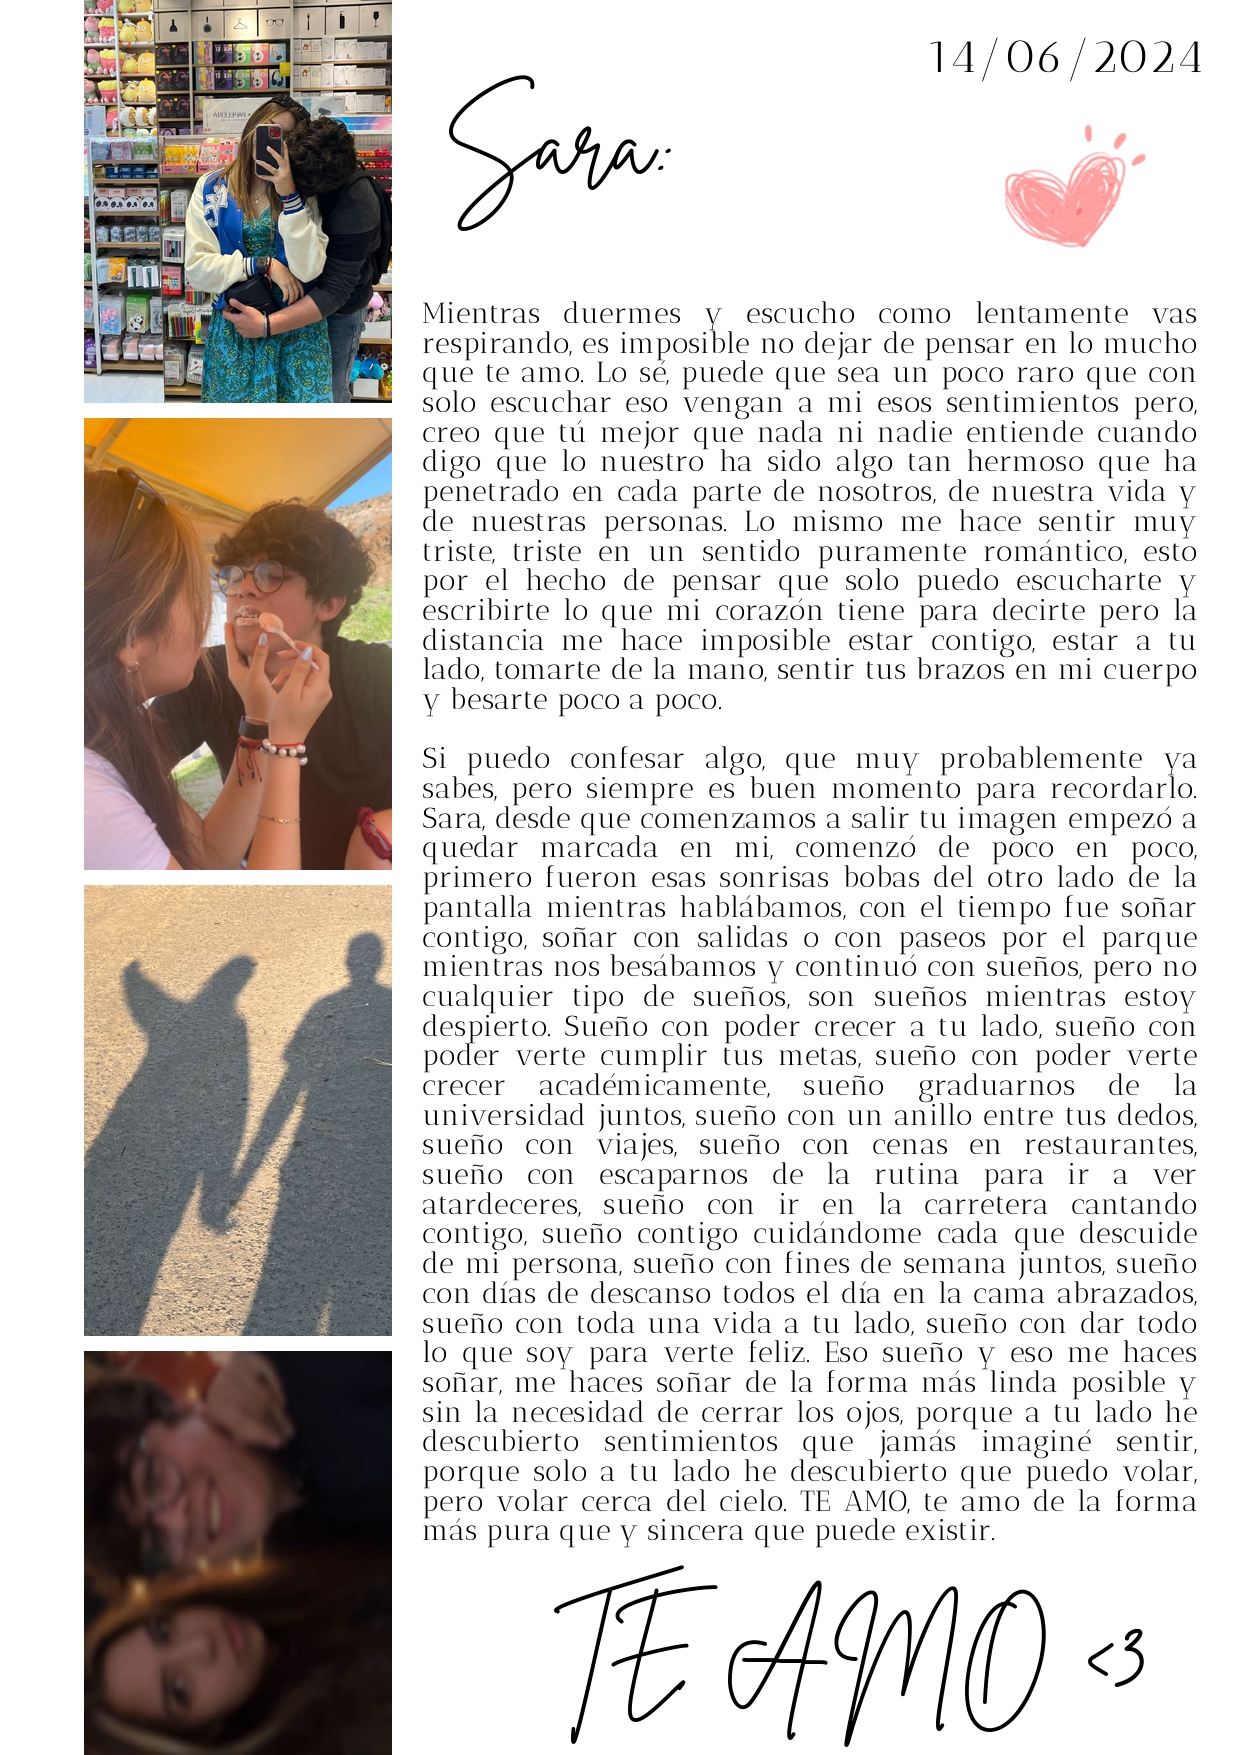 14/06/2024
Sara:
Mientras duermes y escucho como lentamente vas
respirando, es imposible no dejar de pensar en lo mucho
que te amo. Lo sé, puede que sea un poco raro que con
solo escuchar eso vengan a mi esos sentimientos pero,
creo que tú mejor que nada ni nadie entiende cuando
digo que lo nuestro ha sido algo tan hermoso que ha
penetrado en cada parte de nosotros, de nuestra vida y
de nuestras personas. Lo mismo me hace sentir muy
triste, triste en un sentido puramente romántico, esto
por el hecho de pensar que solo puedo escucharte y
escribirte lo que mi corazón tiene para decirte pero la
distancia me hace imposible estar contigo, estar a tu
lado, tomarte de la mano, sentir tus brazos en mi cuerpo
y besarte poco a poco.
Si puedo confesar algo, que muy probablemente ya
sabes, pero siempre es buen momento para recordarlo.
Sara, desde que comenzamos a salir tu imagen empezó a
quedar marcada en mi, comenzó de poco en poco,
primero fueron esas sonrisas bobas del otro lado de la
pantalla mientras hablábamos, con el tiempo fue soñar
contigo, soñar con salidas o con paseos por el parque
mientras nos besábamos y continuó con sueños, pero no
cualquier tipo de sueños, son sueños mientras estoy
despierto. Sueño con poder crecer a tu lado, sueño con
poder verte cumplir tus metas, sueño con poder verte
crecer académicamente, sueño graduarnos de la
universidad juntos, sueño con un anillo entre tus dedos,
sueño con viajes, sueño con cenas en restaurantes,
sueño con escaparnos de la rutina para ir a ver
atardeceres, sueño con ir en la carretera cantando
contigo, sueño contigo cuidándome cada que descuide
de mi persona, sueño con fines de semana juntos, sueño
con días de descanso todos el día en la cama abrazados,
sueño con toda una vida a tu lado, sueño con dar todo
lo que soy para verte feliz. Eso sueño y eso me haces
soñar, me haces soñar de la forma más linda posible y
sin la necesidad de cerrar los ojos, porque a tu lado he
descubierto sentimientos que jamás imaginé sentir,
porque solo a tu lado he descubierto que puedo volar,
pero volar cerca del cielo. TE AMO, te amo de la forma
más pura que y sincera que puede existir.
TE AMO <3